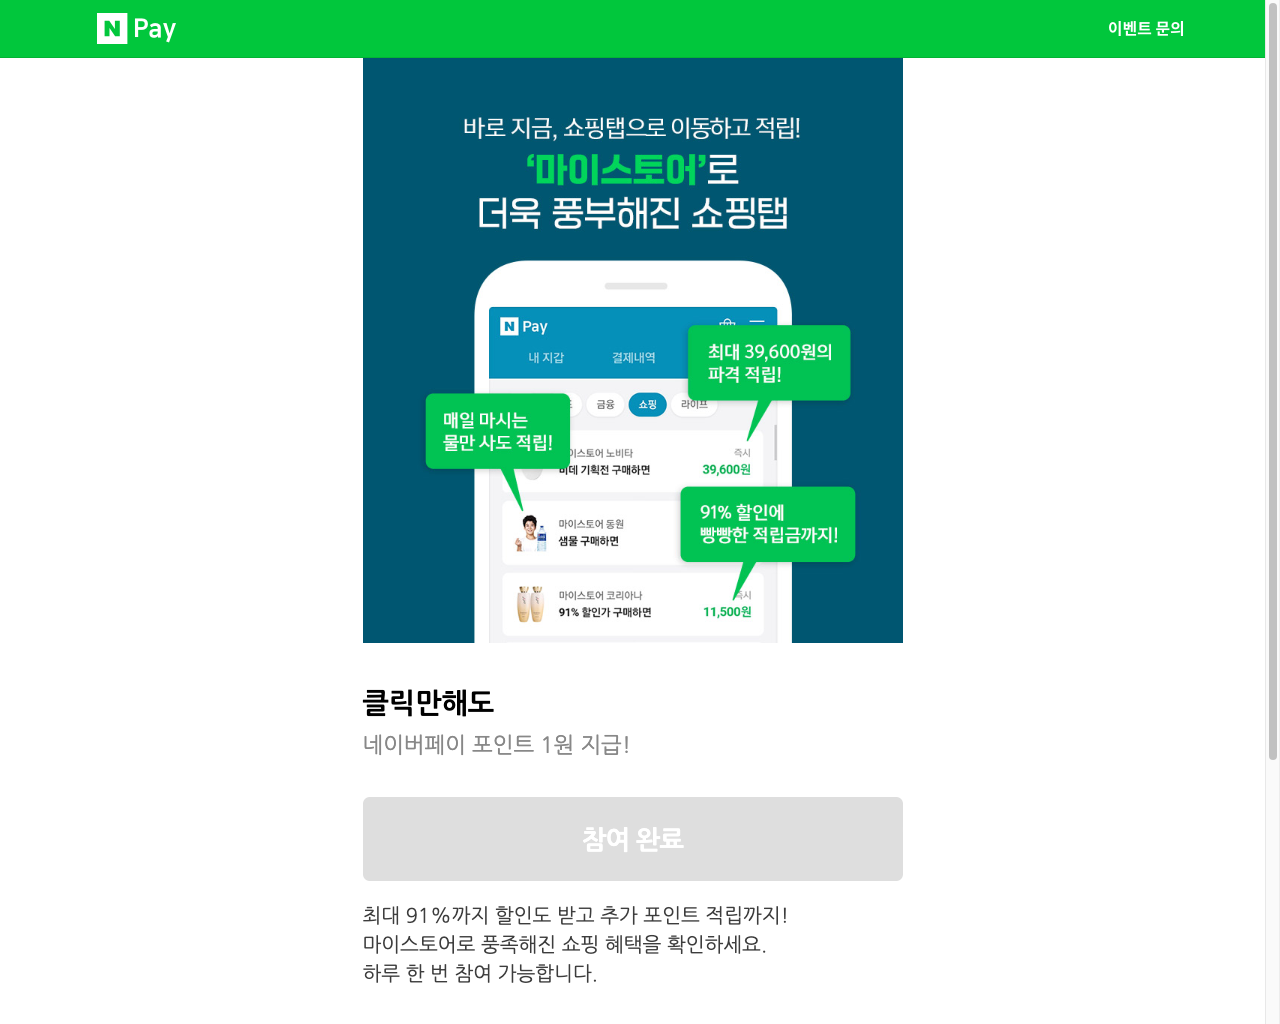 N Pay
이벤트 문의
바로 지금, 쇼핑탭으로 이동하고 적립!
‘마이스토어’로
더욱 풍부해진 쇼핑탭
N Pay
내 지갑
결제내역
최대 39,600원의
파격 적립!
금융
쇼핑
라이프
매일 마시는
물만 사도 적립!
마이스토어 노비타
즉시
비데 기획전 구매하면
39,600원
91% 할인에
빵빵한 적립금까지!
마이스토어 동원
샘물 구매하면
마이스토어 코리아나
즉시
91% 할인가 구매하면
11,500원
클릭만해도
네이버페이 포인트 1원 지급!
참여 완료
최대 91%까지 할인도 받고 추가 포인트 적립까지!
마이스토어로 풍족해진 쇼핑 혜택을 확인하세요.
하루 한 번 참여 가능합니다.